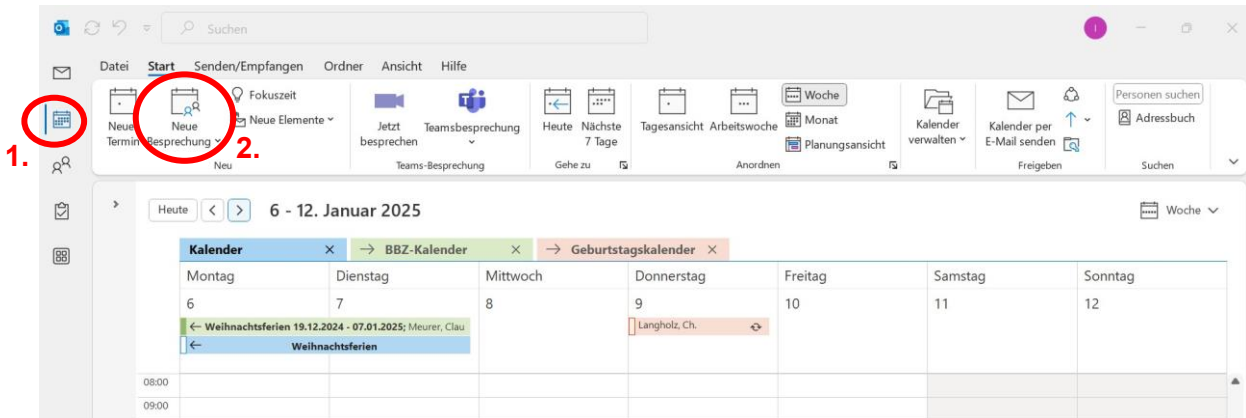 Suchen
I
Datei Start Senden/Empfangen Ordner Ansicht Hilfe
Neuer Termin
Neue Besprechung
Fokuszeit
Neue Elemente
Jetzt besprechen
Teamsbesprechung
Heute
Nächste 7 Tage
Tagesansicht
Arbeitswoche
Woche
Monat
Planungsansicht
Kalender verwalten
Kalender per E-Mail senden
Personen suchen
Adressbuch
1.
2.
Neu
Teams-Besprechung
Gehe zu
Anordnen
Freigeben
Suchen
Heute
6 - 12. Januar 2025
Woche
Kalender
BBZ-Kalender
Geburtstagskalender
Montag Dienstag Mittwoch Donnerstag Freitag Samstag Sonntag
6 7 8 9 10 11 12
Weihnachtsferien 19.12.2024 - 07.01.2025; Meurer, Clau
Langholz, Ch.
Weihnachtsferien
08:00
09:00